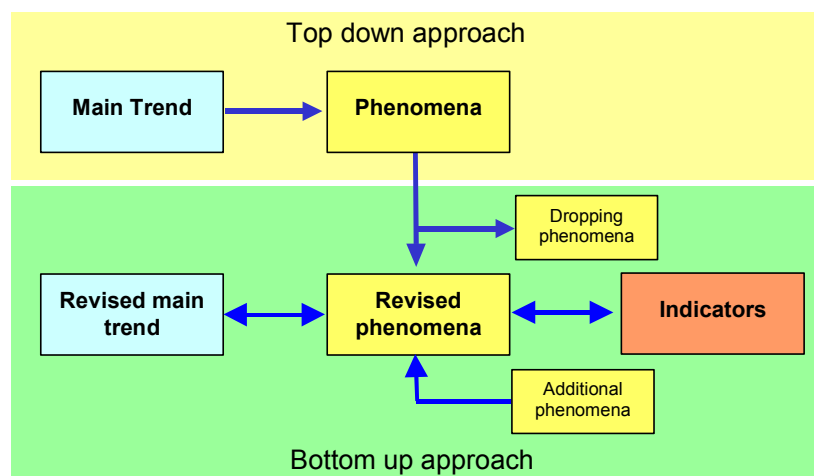 Top down approach
Main Trend
Phenomena
Dropping
phenomena
Revised main
trend
Revised
phenomena
Indicators
Additional
phenomena
Bottom up approach